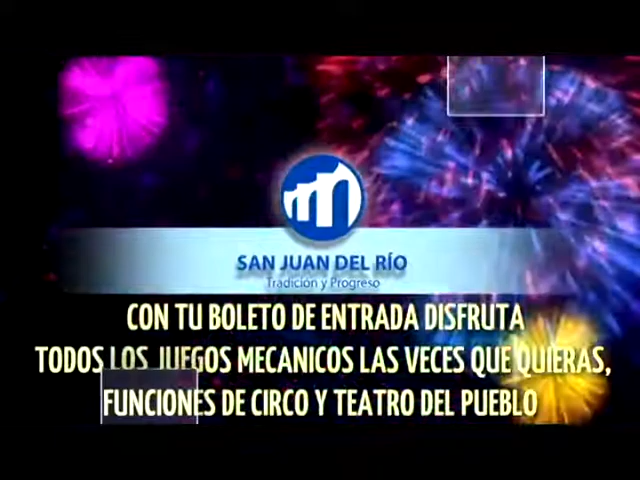 SAN JUAN DEL RÍO
Tradición y Progreso
CON TU BOLETO DE ENTRADA DISFRUTA
TODOS LOS JUEGOS MECANICOS LAS VECES QUE QUIERAS,
FUNCIONES DE CIRCO Y TEATRO DEL PUEBLO